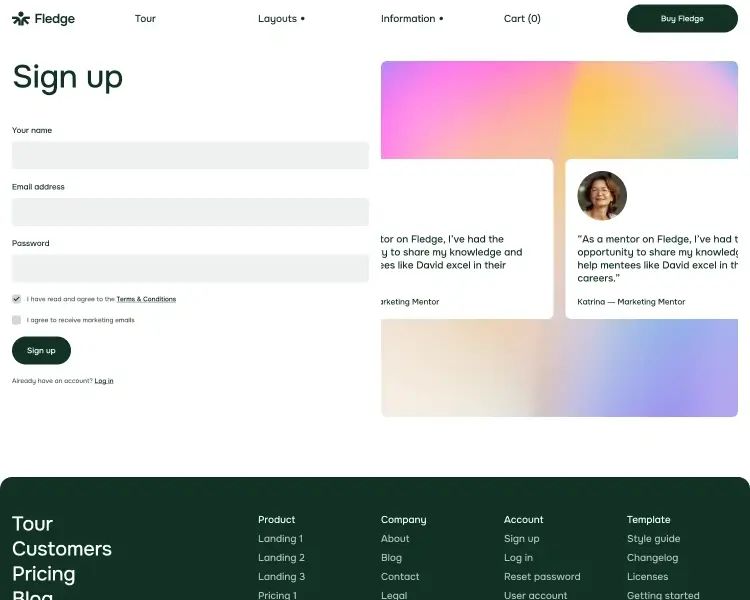 Fledge
Tour
Layouts •
Information •
Cart (0)
Buy Fledge
Sign up
Your name
Email address
Password
I have read and agree to the Terms & Conditions
I agree to receive marketing emails
Sign up
Already have an account? Log in
tor on Fledge, I've had the
y to share my knowledge and
ees like David excel in their
arketing Mentor
"As a mentor on Fledge, I've had t
opportunity to share my knowledg
help mentees like David excel in th
careers."
Katrina — Marketing Mentor
Tour
Customers
Pricing
Blog
Product
Landing 1
Landing 2
Landing 3
Pricing 1
Company
About
Blog
Contact
Legal
Account
Sign up
Log in
Reset password
User account
Template
Style guide
Changelog
Licenses
Getting started